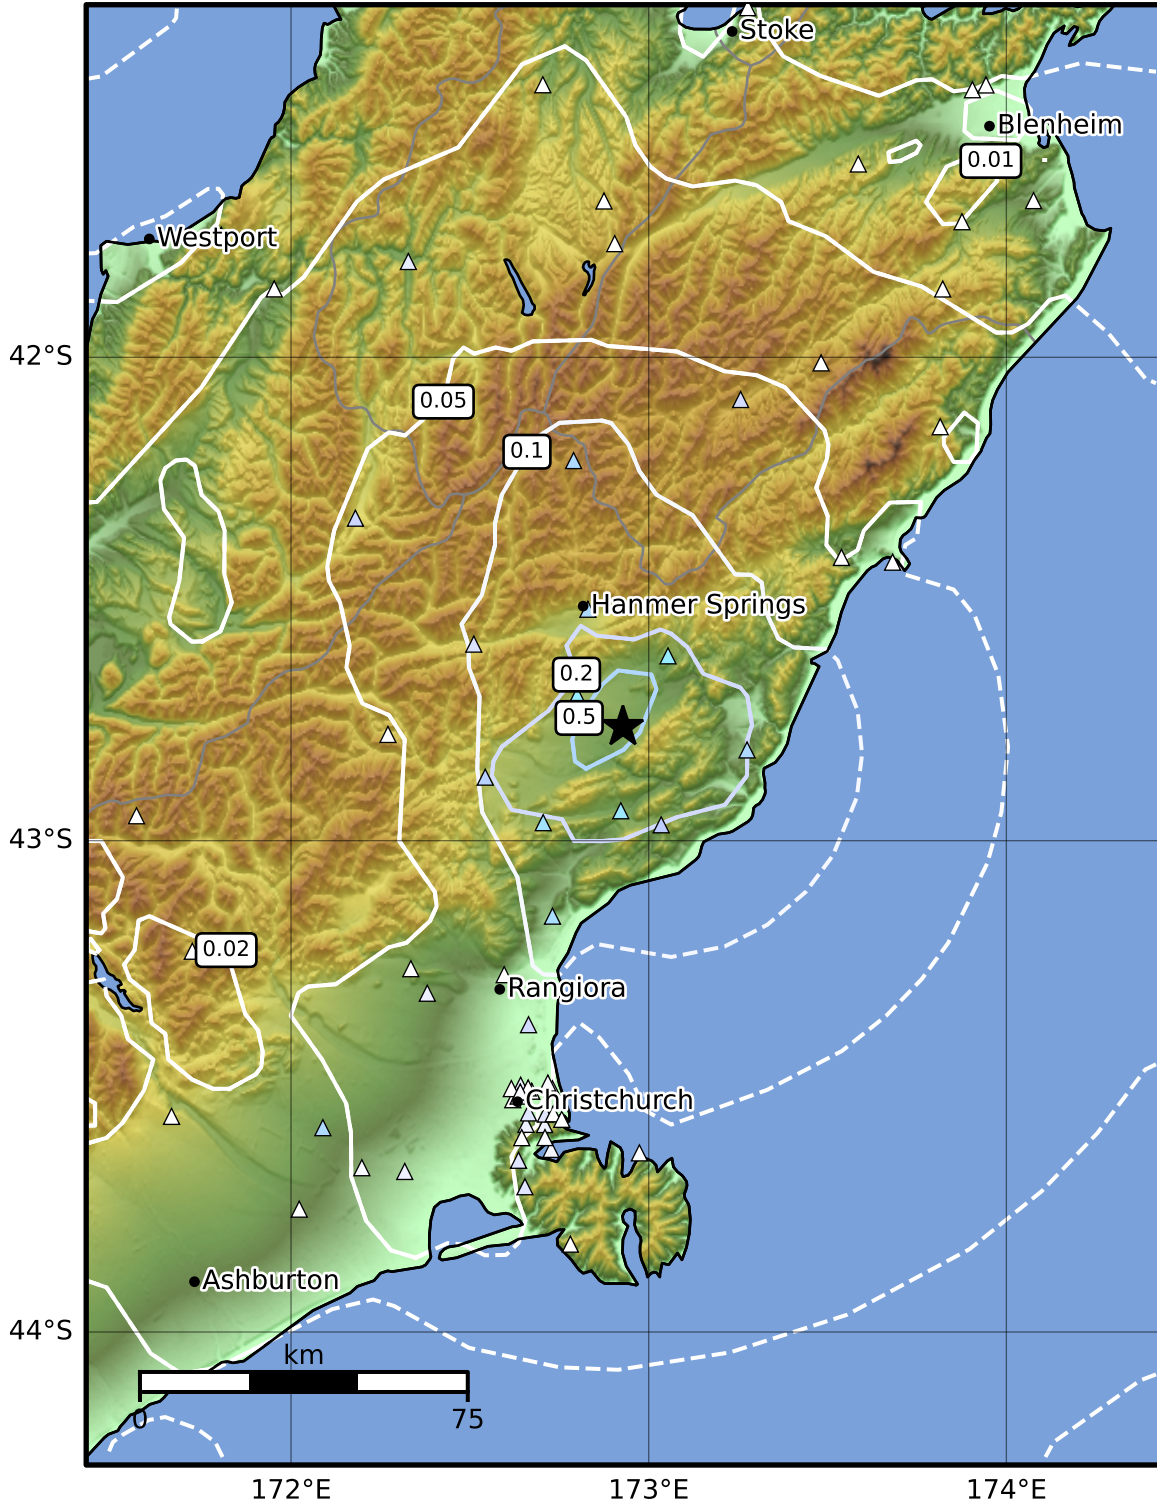 Stoke
Blenheim
0.01
Westport
42°S
0.05
0.1
Hanmer Springs
0.2
0.5
43°S
0.02
Rangiora
Christchurch
Ashburton
44°S
km
0 75
172°E 173°E 174°E